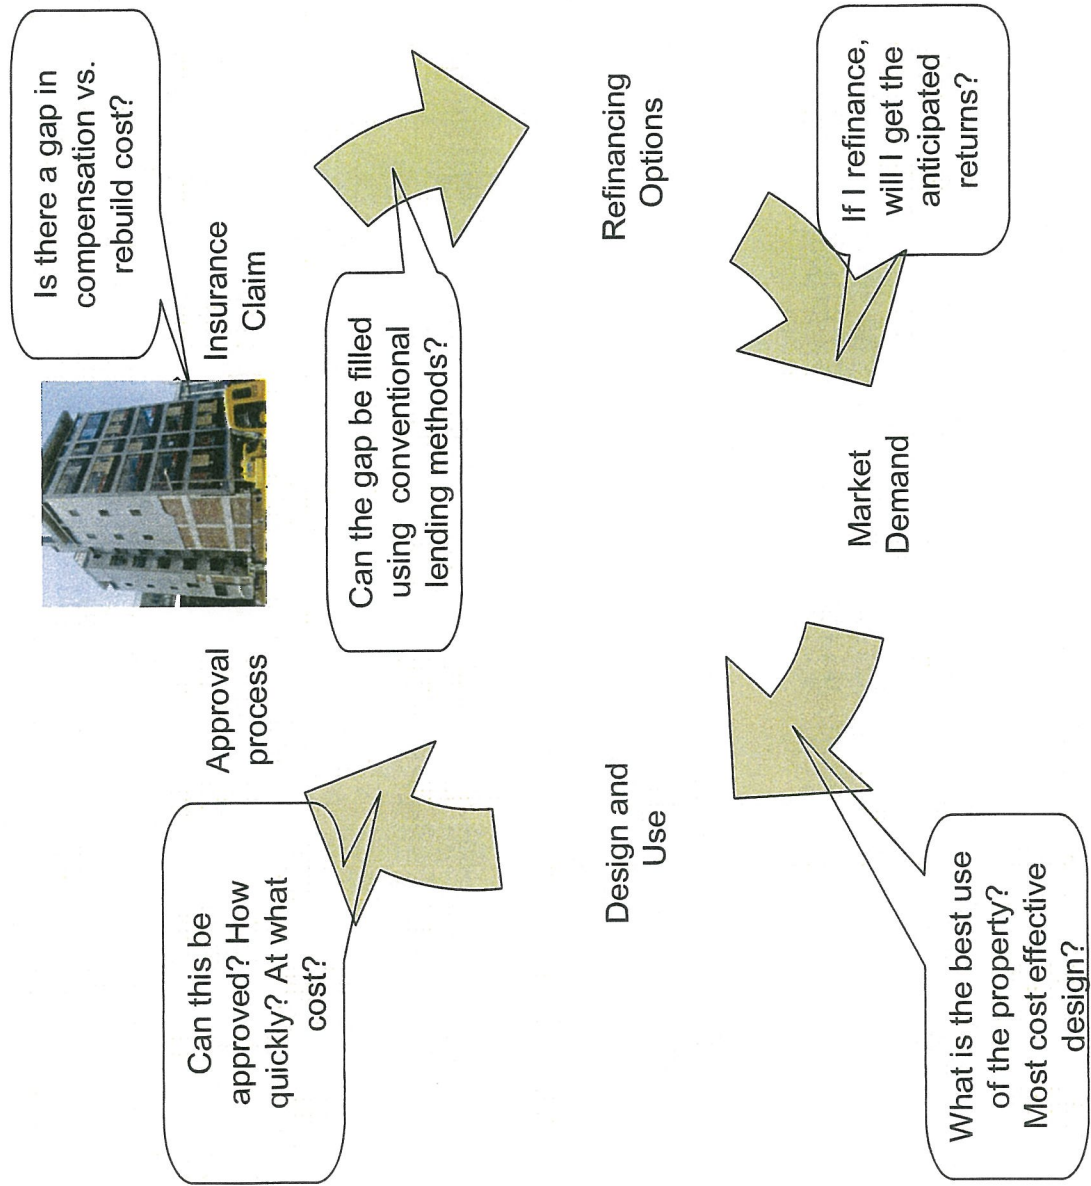 Is there a gap in
compensation vs.
rebuild cost?
Insurance
Claim
Can the gap be filled
using conventional
lending methods?
Refinancing
Options
If I refinance,
will I get the
anticipated
returns?
Market
Demand
What is the best use
of the property?
Most cost effective
design?
Design and
Use
Can this be
approved? How
quickly? At what
cost?
Approval
process